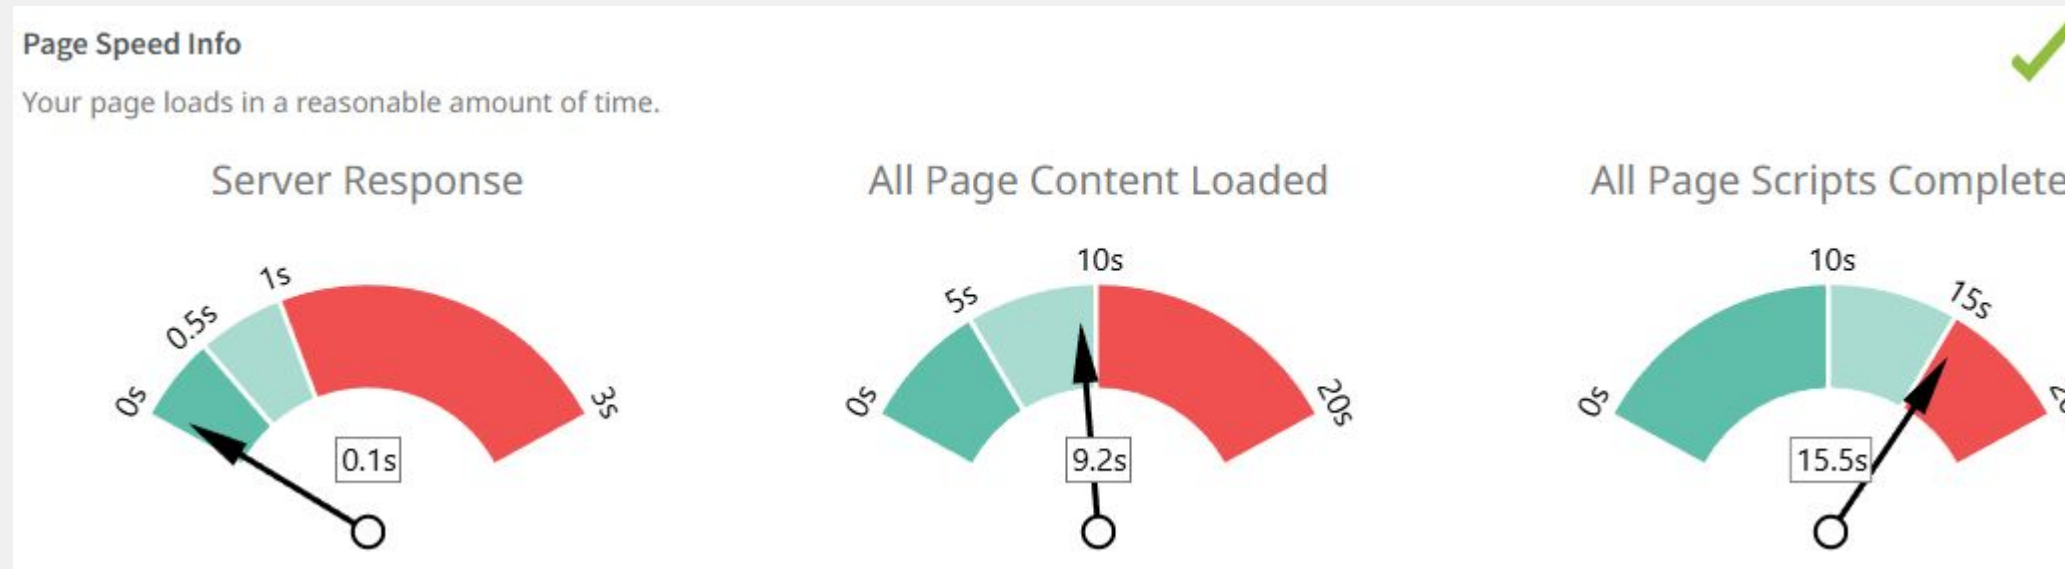 Page Speed Info
Your page loads in a reasonable amount of time.
Server Response
0s
0.5s
1s
3s
0.1s
All Page Content Loaded
0s
5s
10s
20s
9.2s
All Page Scripts Complete
0s
10s
15s
15.5s